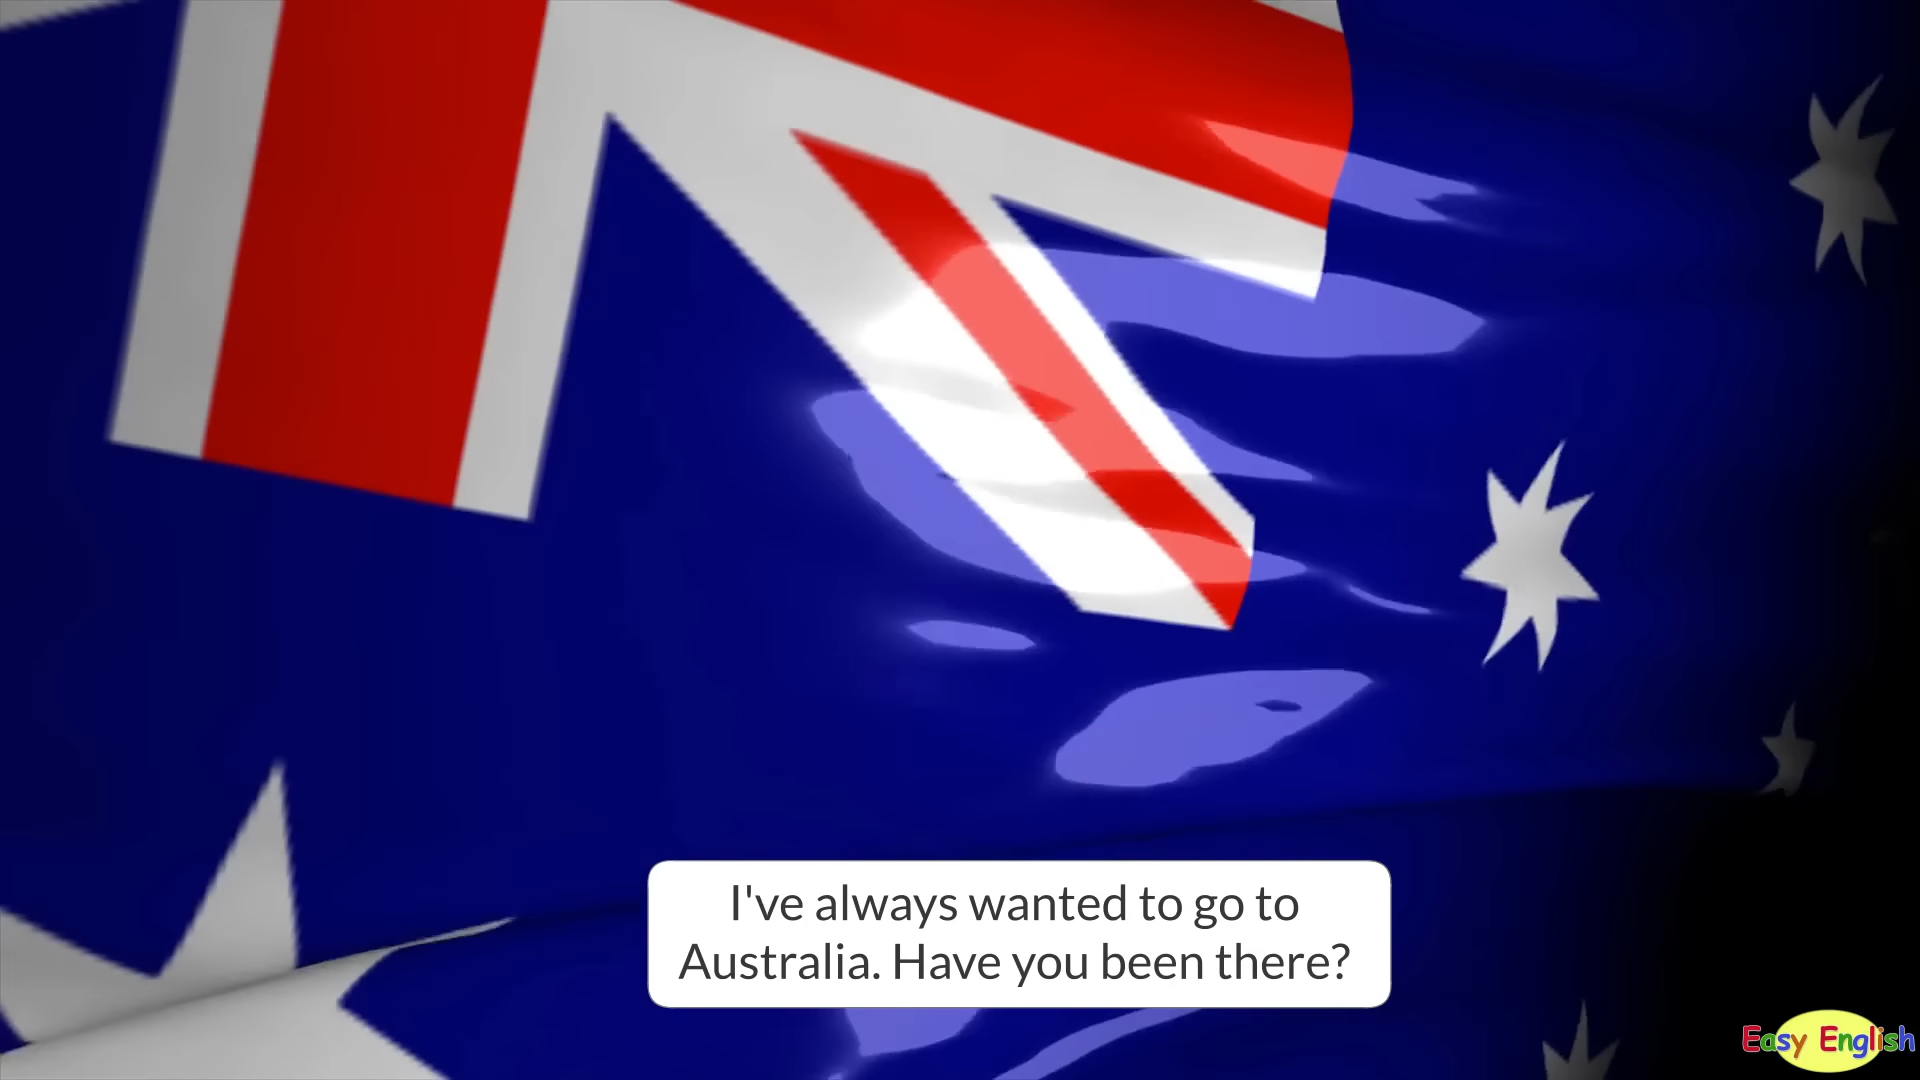 I've always wanted to go to
Australia. Have you been there?
Easy English